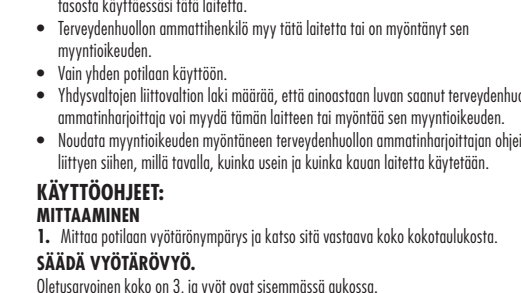 tasosta käyttäessäsi tätä laitetta.
• Terveydenhuollon ammattihenkilö myy tätä laitetta tai on myöntänyt sen
myyntioikeuden.
• Vain yhden potilaan käyttöön.
• Yhdysvaltojen liittovaltion laki määrää, että ainoastaan luvan saanut terveydenhuo
ammatinharjoittaja voi myydä tämän laitteen tai myöntää sen myyntioikeuden.
• Noudata myyntioikeuden myöntäneen terveydenhuollon ammatinharjoittajan ohjei
liittyen siihen, millä tavalla, kuinka usein ja kuinka kauan laitetta käytetään.
KÄYTTÖOHJEET:
MITTAAMINEN
1. Mittaa potilaan vyötärönympärys ja katso sitä vastaava koko kokotaulukosta.
SÄÄDÄ VYÖTÄRÖVYÖ.
Oletusarvoinen koko on 3, ja vyöt ovat sisemmässä aukossa.